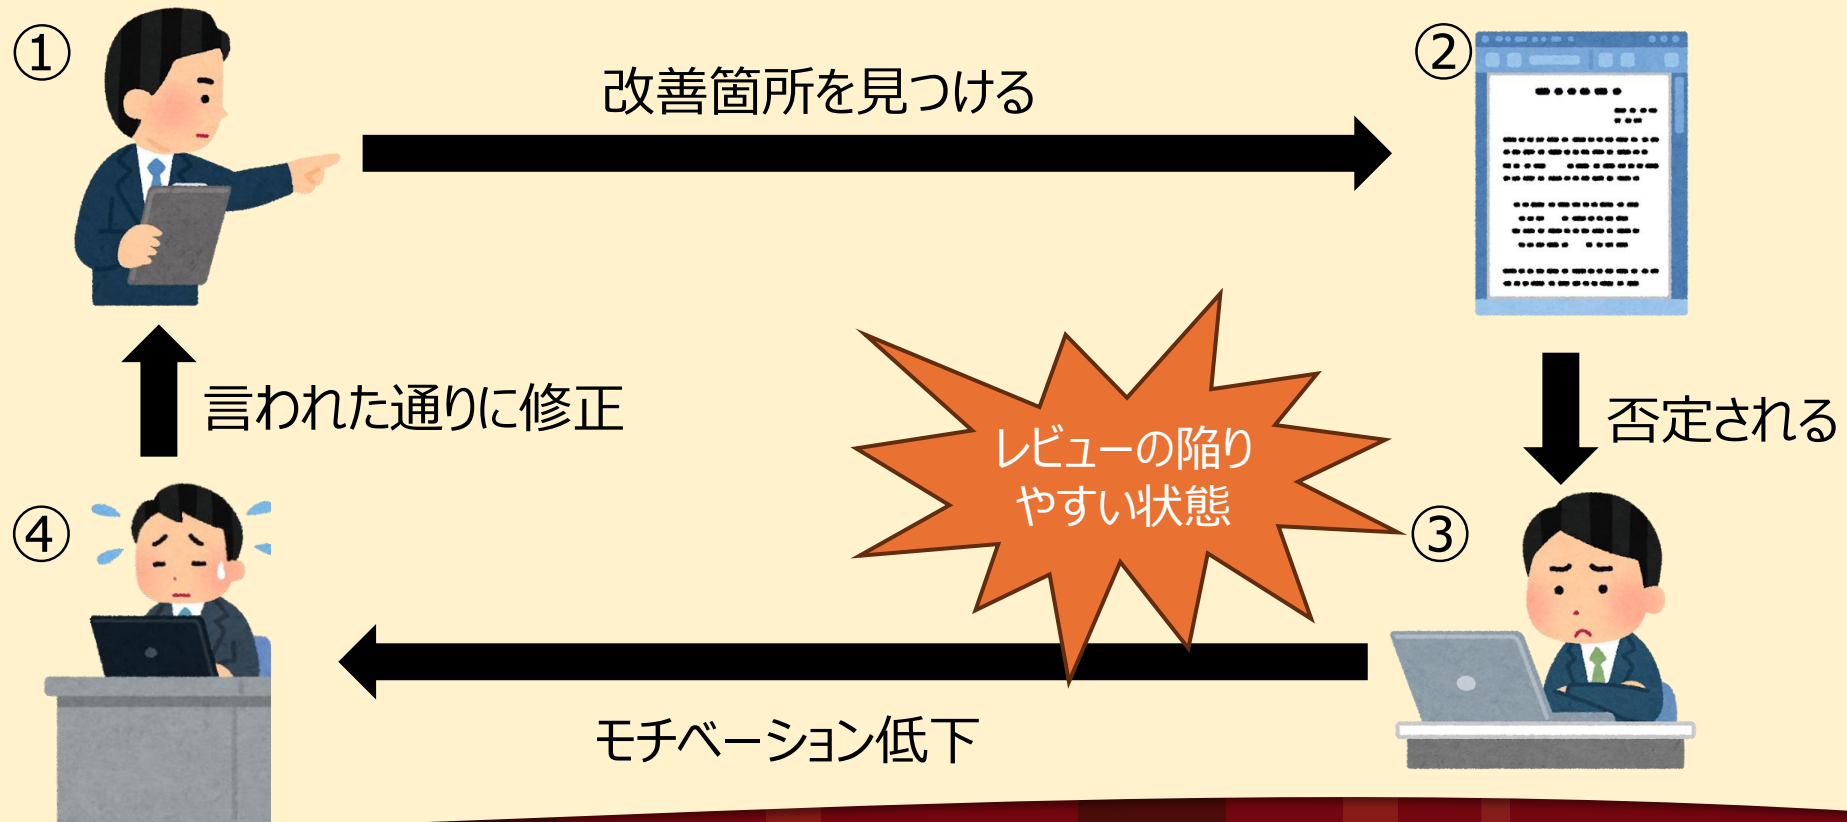 ①
改善箇所を見つける
②
言われた通りに修正
レビューの陥り
やすい状態
否定される
④
③
モチベーション低下